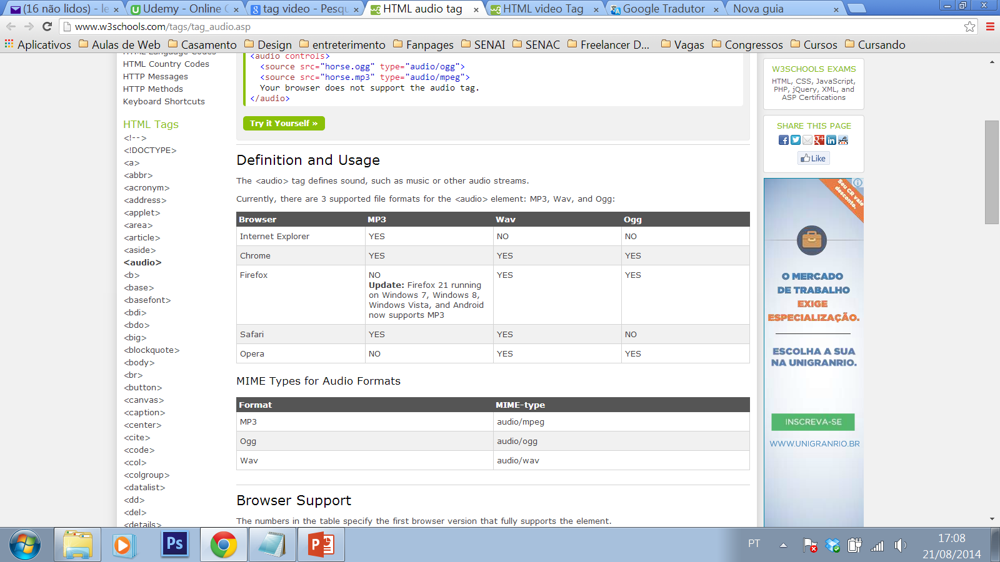 (16 não lidos) - le
Udemy - Online C
tag video - Pesqu
HTML audio tag
HTML video Tag
Google Tradutor
Nova guia
www.w3schools.com/tags/tag_audio.asp
Aplicativos
Aulas de Web
Casamento
Design
entreterimento
Fanpages
SENAI
SENAC
Freelancer D...
Vagas
Congressos
Cursos
Cursando
HTML Language Codes
HTML Country Codes
HTTP Messages
HTTP Methods
Keyboard Shortcuts
HTML Tags
<!-->
<!DOCTYPE>
<a>
<abbr>
<acronym>
<address>
<applet>
<area>
<article>
<aside>
<audio>
<b>
<base>
<basefont>
<bdi>
<bdo>
<big>
<blockquote>
<body>
<br>
<button>
<canvas>
<caption>
<center>
<cite>
<code>
<col>
<colgroup>
<datalist>
<dd>
<del>
<details>
<audio controls>
<source src="horse.ogg" type="audio/ogg">
<source src="horse.mp3" type="audio/mpeg">
Your browser does not support the audio tag.
</audio>
Try it Yourself »
Definition and Usage
The <audio> tag defines sound, such as music or other audio streams.
Currently, there are 3 supported file formats for the <audio> element: MP3, Wav, and Ogg:
Browser MP3 Wav Ogg
Internet Explorer YES NO NO
Chrome YES YES YES
Firefox NO YES YES
Update: Firefox 21 running
on Windows 7, Windows 8,
Windows Vista, and Android
now supports MP3
Safari YES YES NO
Opera NO YES YES
MIME Types for Audio Formats
Format MIME-type
MP3 audio/mpeg
Ogg audio/ogg
Wav audio/wav
Browser Support
The numbers in the table specify the first browser version that fully supports the element.
W3SCHOOLS EXAMS
HTML, CSS, JavaScript,
PHP, jQuery, XML, and
ASP Certifications
SHARE THIS PAGE
Like
Seu CR vale
desconto.
O MERCADO
DE TRABALHO
EXIGE
ESPECIALIZAÇÃO.
ESCOLHA A SUA
NA UNIGRANRIO.
INSCREVA-SE
WWW.UNIGRANRIO.BR
Ps
PT
17:08
21/08/2014